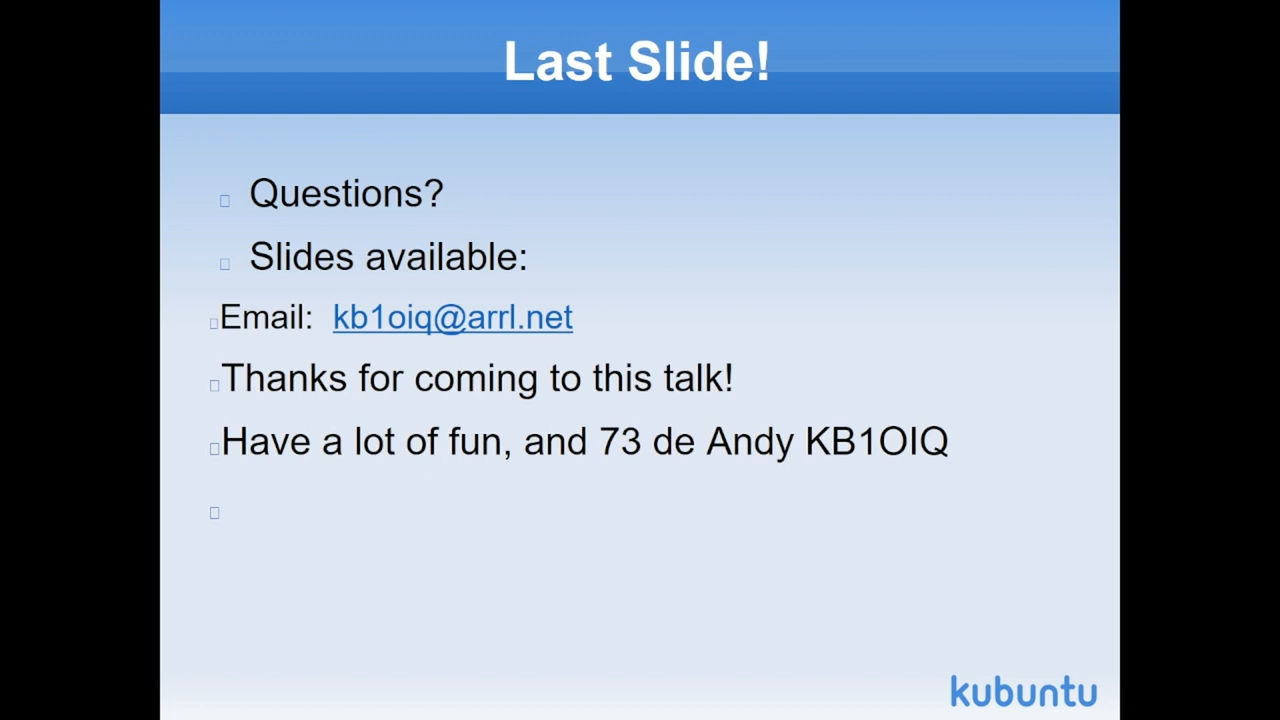 Last Slide!
Questions?
Slides available:
Email: kb1oiq@arrl.net
Thanks for coming to this talk!
Have a lot of fun, and 73 de Andy KB1OIQ
kubuntu